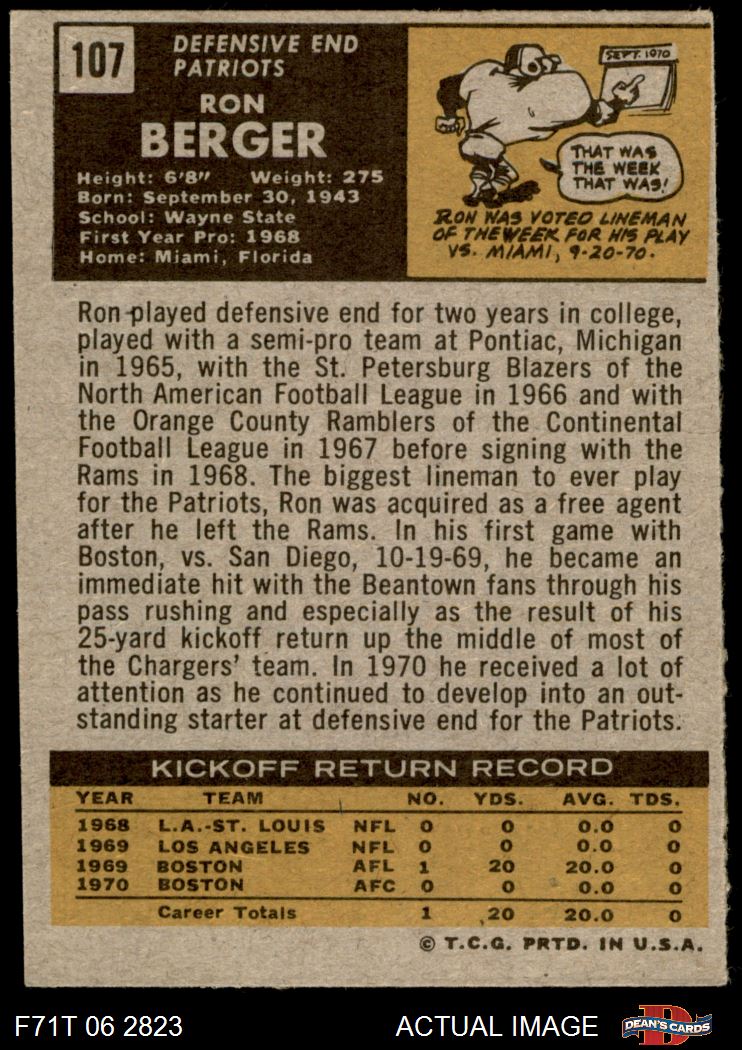 107
DEFENSIVE END
PATRIOTS
RON
BERGER
Height: 6'8" Weight: 275
Born: September 30, 1943
School: Wayne State
First Year Pro: 1968
Home: Miami, Florida
SEPT. 1970
THAT WAS
THE WEEK
THAT WAS!
RON WAS VOTED LINEMAN
OF THE WEEK FOR HIS PLAY
VS. MIAMI, 9-20-70.
Ron played defensive end for two years in college,
played with a semi-pro team at Pontiac, Michigan
in 1965, with the St. Petersburg Blazers of the
North American Football League in 1966 and with
the Orange County Ramblers of the Continental
Football League in 1967 before signing with the
Rams in 1968. The biggest lineman to ever play
for the Patriots, Ron was acquired as a free agent
after he left the Rams. In his first game with
Boston, vs. San Diego, 10-19-69, he became an
immediate hit with the Beantown fans through his
pass rushing and especially as the result of his
25-yard kickoff return up the middle of most of
the Chargers' team. In 1970 he received a lot of
attention as he continued to develop into an out-
standing starter at defensive end for the Patriots.
KICKOFF RETURN RECORD
YEAR TEAM NO. YDS. AVG. TDS.
1968 L.A.-ST. LOUIS NFL 0 0 0.0 0
1969 LOS ANGELES NFL 0 0 0.0 0
1969 BOSTON AFL 1 20 20.0 0
1970 BOSTON AFC 0 0 0.0 0
Career Totals 1 20 20.0 0
© T.C.G. PRTD. IN U.S.A.
F71T 06 2823 ACTUAL IMAGE D DEAN'S CARDS